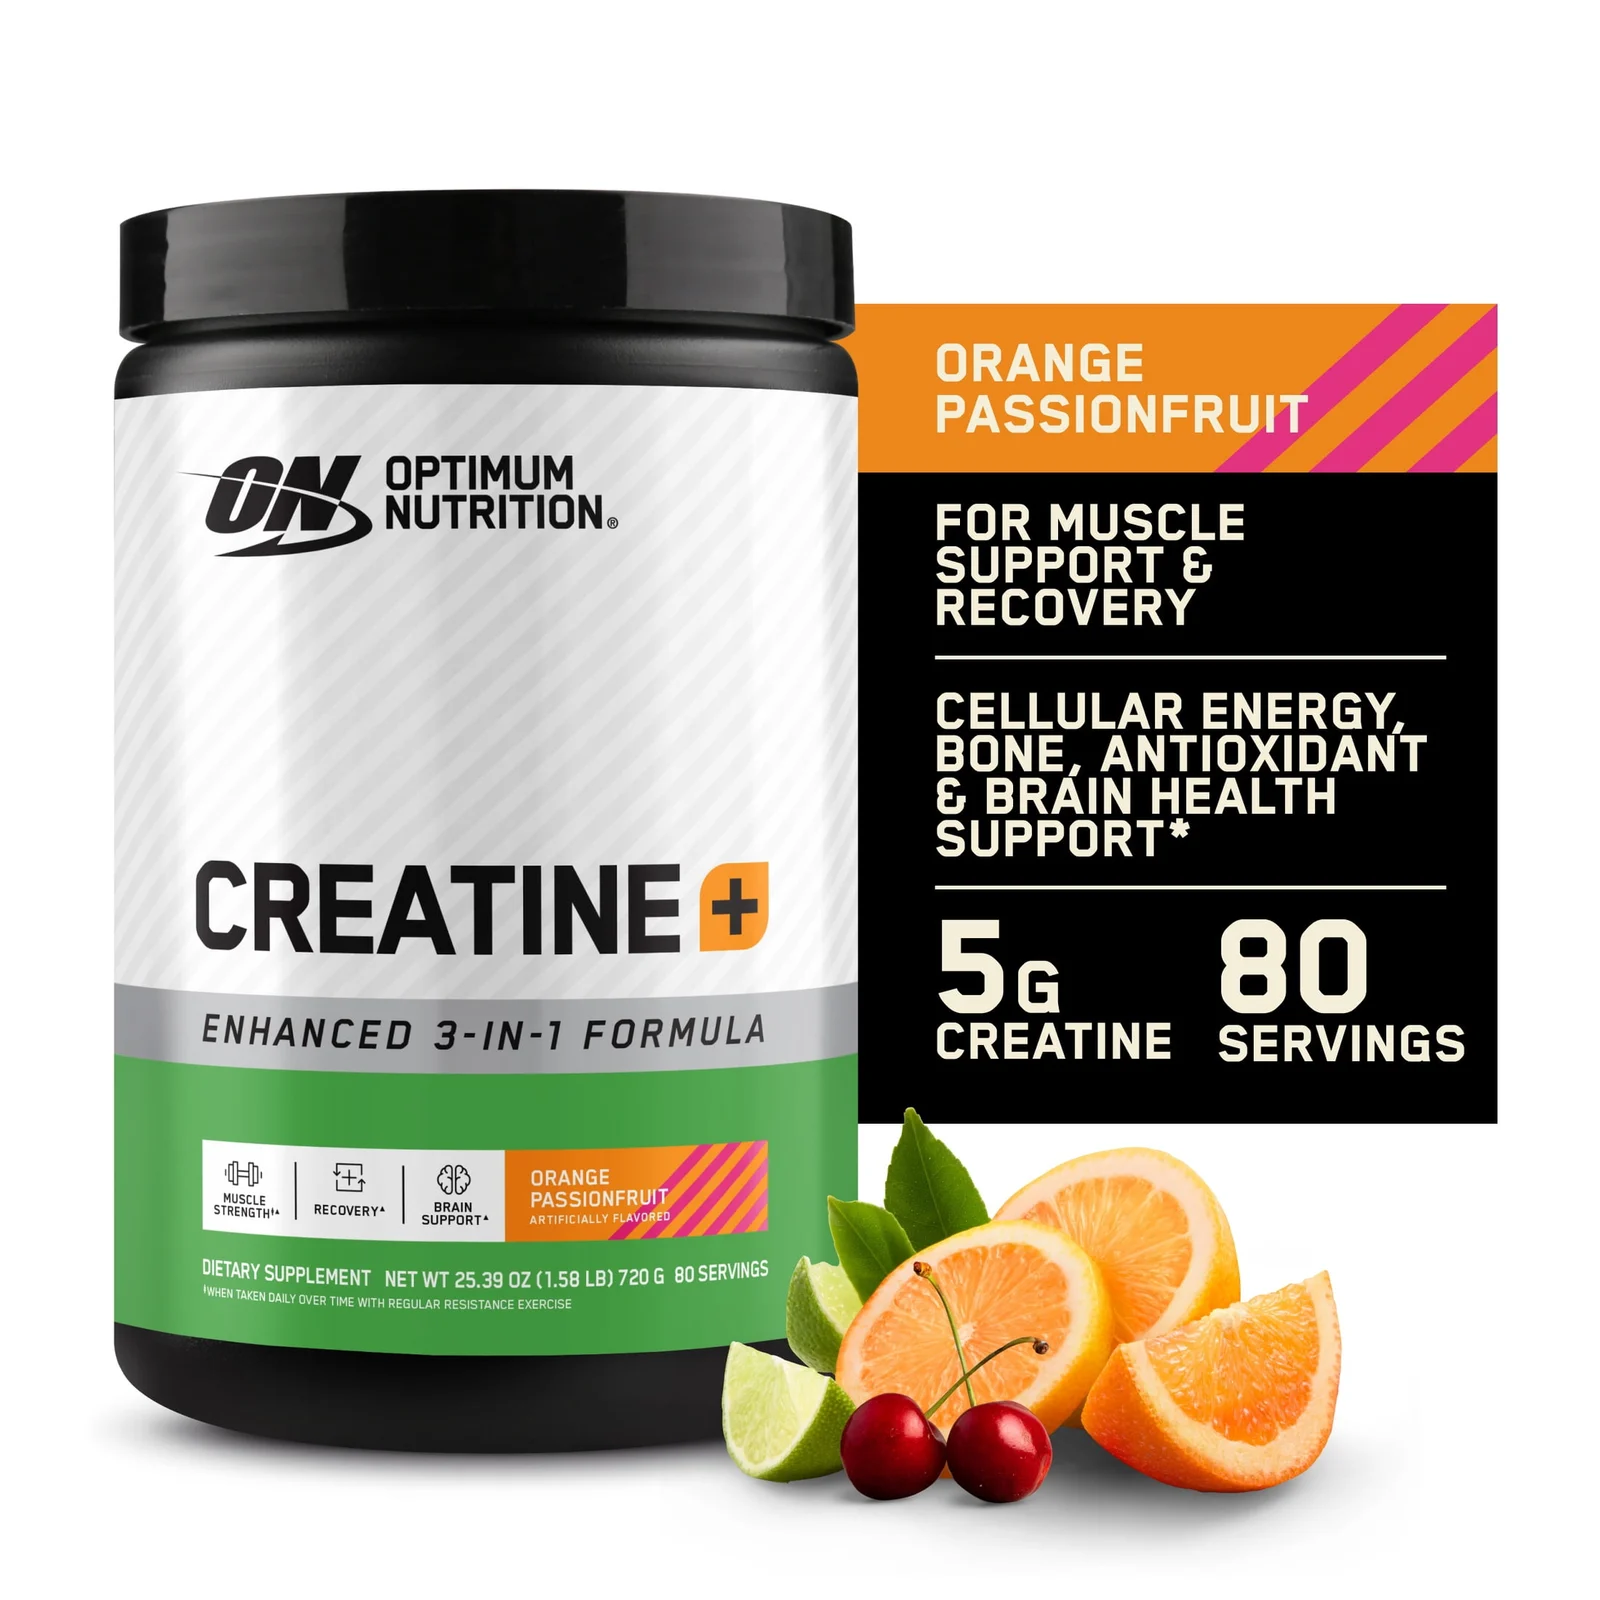 ON OPTIMUM
NUTRITION®
CREATINE +
ENHANCED 3-IN-1 FORMULA
MUSCLE
STRENGTH‡▲
RECOVERY▲
BRAIN
SUPPORT▲
ORANGE
PASSIONFRUIT
ARTIFICIALLY FLAVORED
DIETARY SUPPLEMENT NET WT 25.39 OZ (1.58 LB) 720 G 80 SERVINGS
‡WHEN TAKEN DAILY OVER TIME WITH REGULAR RESISTANCE EXERCISE
ORANGE
PASSIONFRUIT
FOR MUSCLE
SUPPORT &
RECOVERY
CELLULAR ENERGY,
BONE, ANTIOXIDANT
& BRAIN HEALTH
SUPPORT*
5G
CREATINE
80
SERVINGS